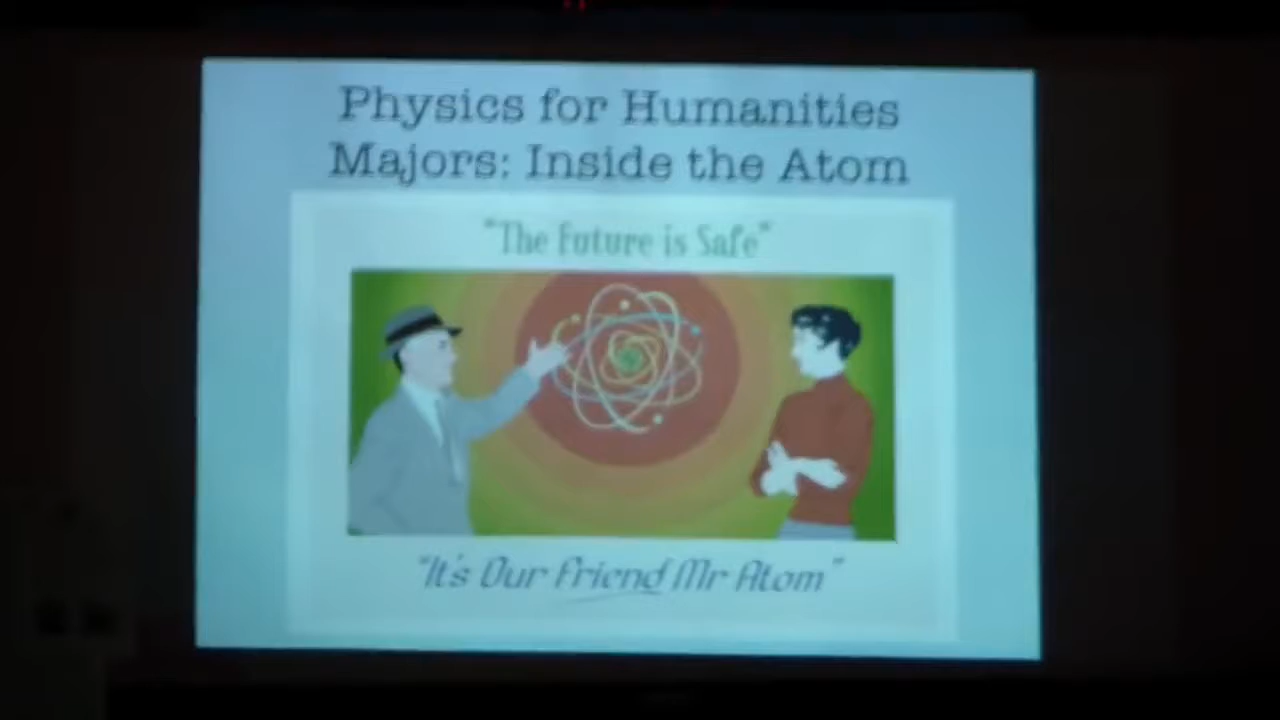 Physics for Humanities
Majors: Inside the Atom
"The Future is Safe"
"It's Our Friend Mr Atom"